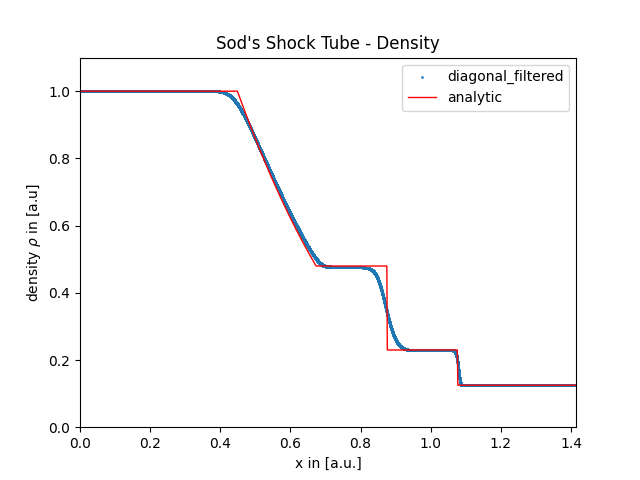 Sod's Shock Tube - Density
diagonal_filtered
analytic
density ρ in [a.u]
1.0
0.8
0.6
0.4
0.2
0.0
0.0 0.2 0.4 0.6 0.8 1.0 1.2 1.4
x in [a.u.]